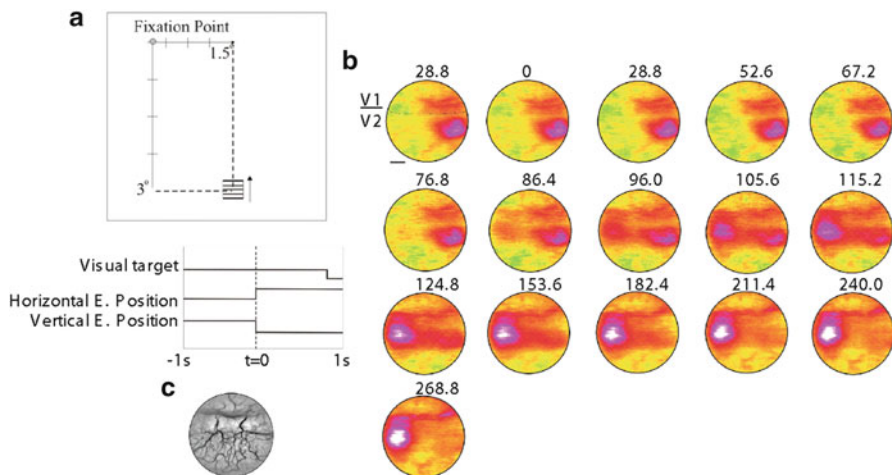 a
Fixation Point
1.5°
3°
Visual target
Horizontal E. Position
Vertical E. Position
-1s t=0 1s
c
b
28.8 0 28.8 52.6 67.2
V1
V2
76.8 86.4 96.0 105.6 115.2
124.8 153.6 182.4 211.4 240.0
268.8